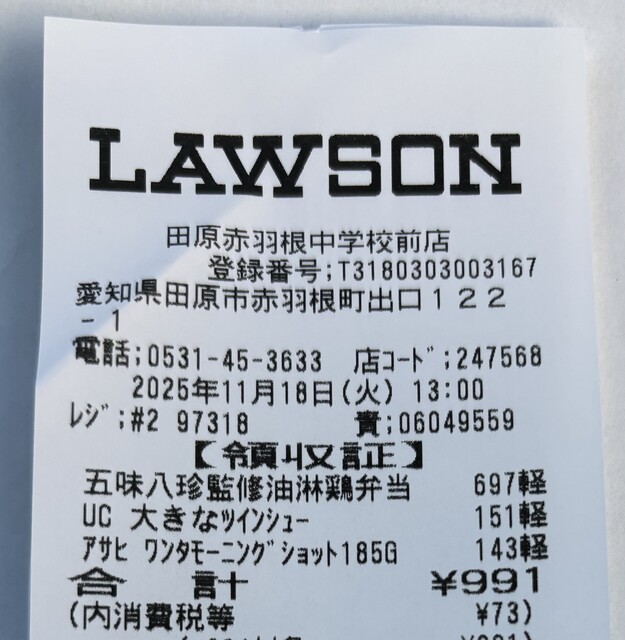 LAWSON
田原赤羽根中学校前店
登録番号;T3180303003167
愛知県田原市赤羽根町出口122
-1
電話;0531-45-3633 店コード;247568
2025年11月18日(火) 13:00
レジ;#2 97318 責;06049559
【領収証】
五味八珍監修油淋鶏弁当 697軽
UC 大きなツインシュー 151軽
アサヒ ワンダモーニングショット185G 143軽
合計 ¥991
(内消費税等 ¥73)